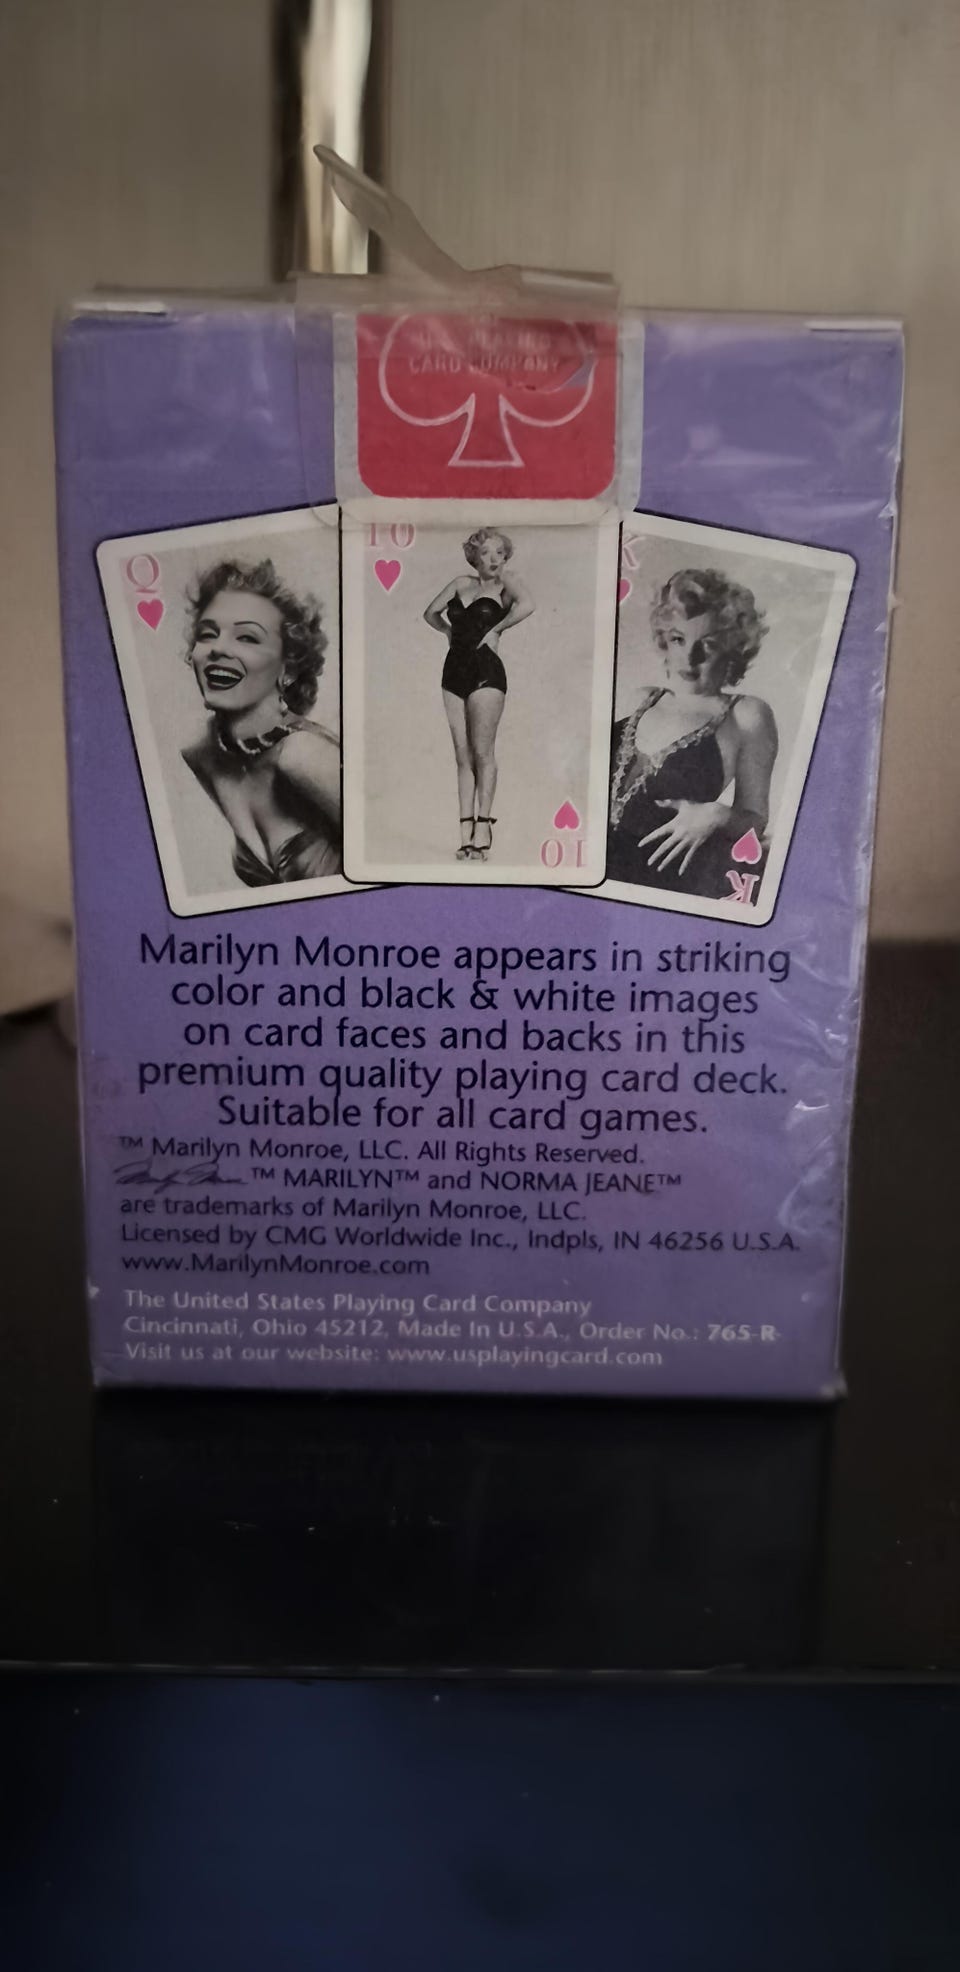 PLAYING
CARD COMPANY
Q
10
K
10
K
Marilyn Monroe appears in striking
color and black & white images
on card faces and backs in this
premium quality playing card deck.
Suitable for all card games.
™ Marilyn Monroe, LLC. All Rights Reserved.
™ MARILYN™ and NORMA JEANE™
are trademarks of Marilyn Monroe, LLC.
Licensed by CMG Worldwide Inc., Indpls, IN 46256 U.S.A.
www.MarilynMonroe.com
The United States Playing Card Company
Cincinnati, Ohio 45212, Made In U.S.A., Order No.: 765-R
Visit us at our website: www.usplayingcard.com